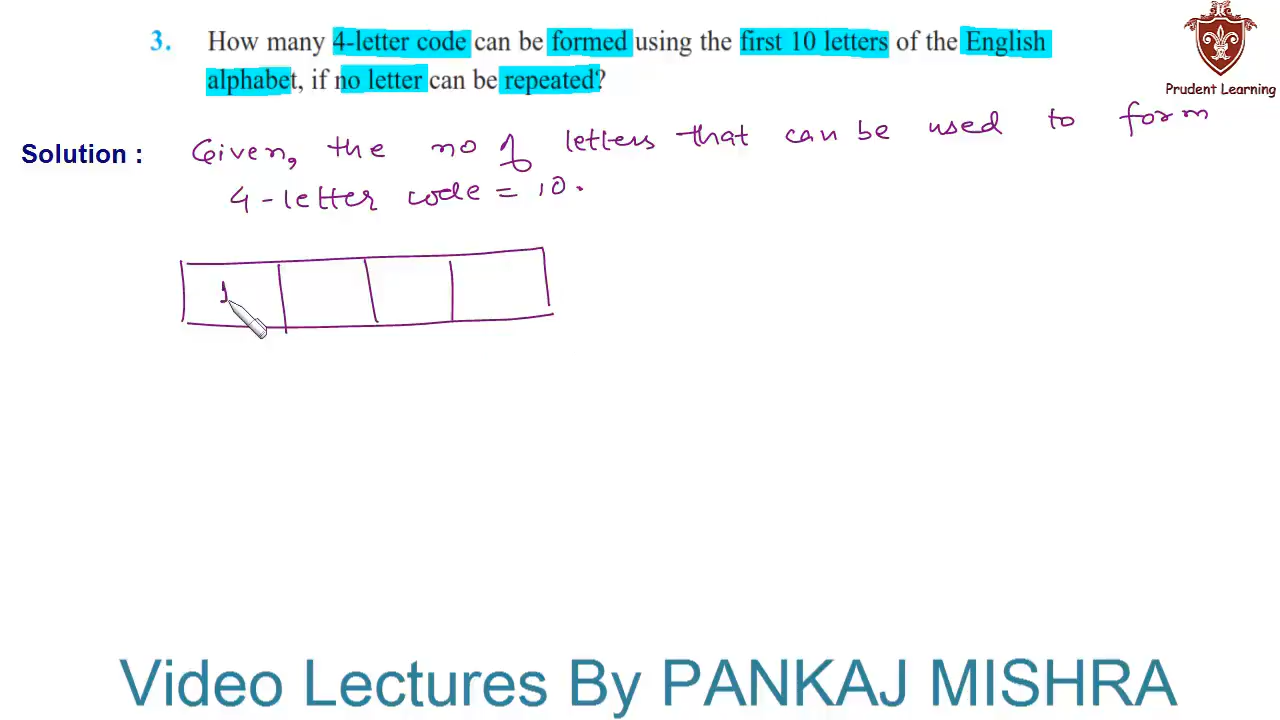 3. How many 4-letter code can be formed using the first 10 letters of the English
alphabet, if no letter can be repeated?
Prudent Learning
Solution : Given, the no of letters that can be used to form
4-letter code = 10.
1
Video Lectures By PANKAJ MISHRA